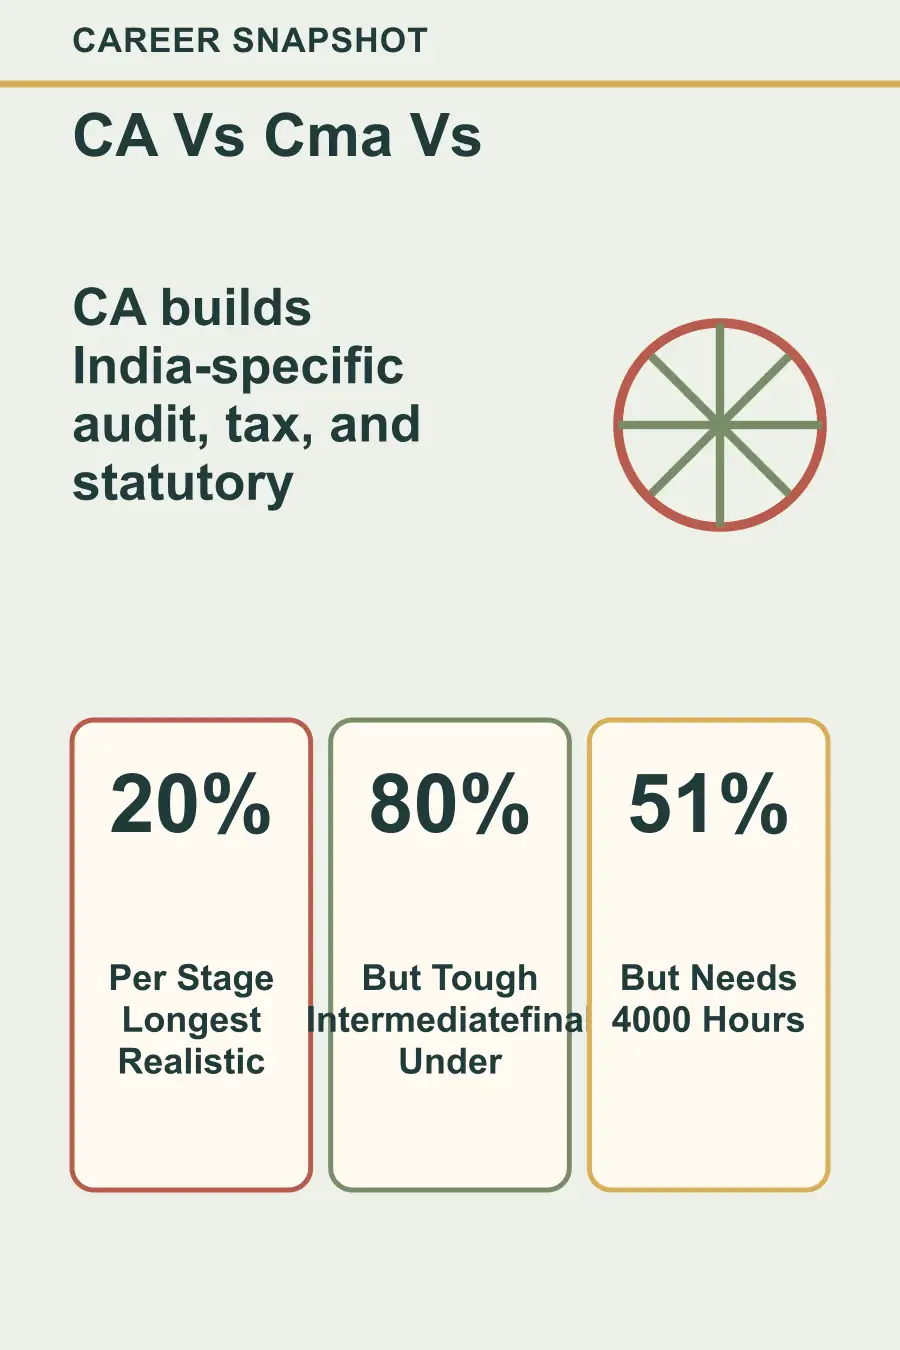 CAREER SNAPSHOT
CA Vs Cma Vs
CA builds
India-specific
audit, tax, and
statutory
20%
Per Stage
Longest
Realistic
80%
But Tough
Intermediatefinal
Under
51%
But Needs
4000 Hours